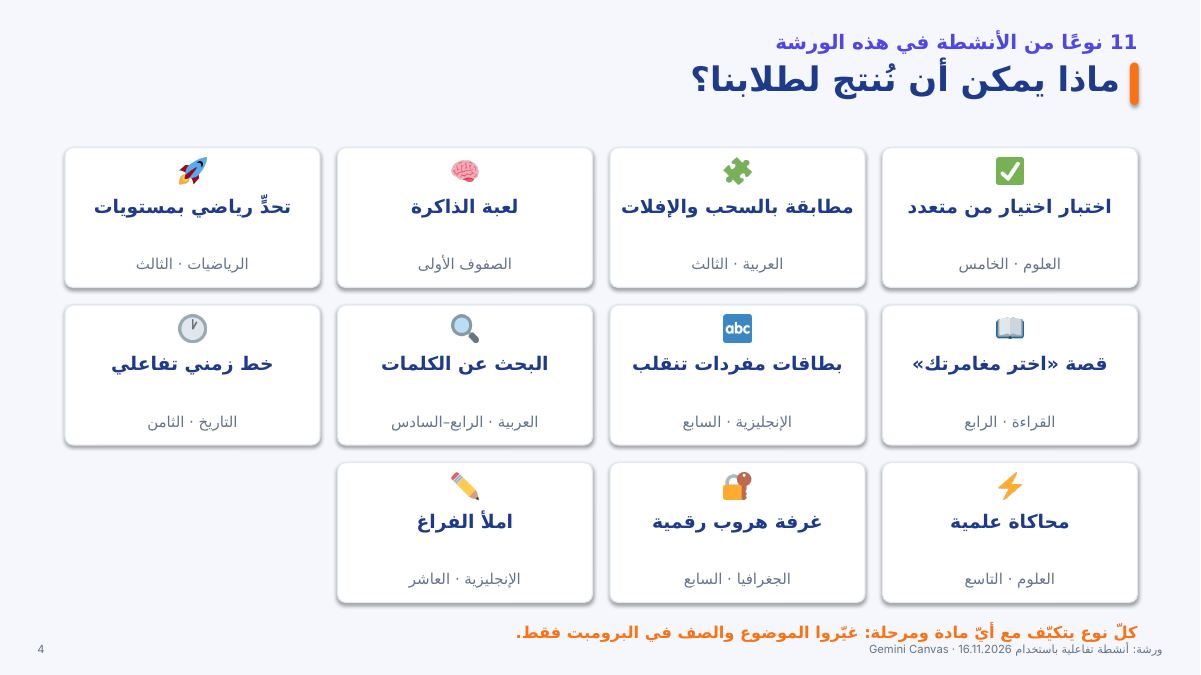 11 نوعًا من الأنشطة في هذه الورشة
ماذا يمكن أن نُنتج لطلابنا؟
اختبار اختيار من متعدد
العلوم · الخامس
مطابقة بالسحب والإفلات
العربية · الثالث
لعبة الذاكرة
الصفوف الأولى
تحدٍّ رياضي بمستويات
الرياضيات · الثالث
قصة «اختر مغامرتك»
القراءة · الرابع
abc
بطاقات مفردات تنقلب
الإنجليزية · السابع
البحث عن الكلمات
العربية · الرابع–السادس
خط زمني تفاعلي
التاريخ · الثامن
محاكاة علمية
العلوم · التاسع
غرفة هروب رقمية
الجغرافيا · السابع
املأ الفراغ
الإنجليزية · العاشر
كلّ نوع يتكيّف مع أيّ مادة ومرحلة: غيّروا الموضوع والصف في البرومبت فقط.
ورشة: أنشطة تفاعلية باستخدام Gemini Canvas · 16.11.2026
4